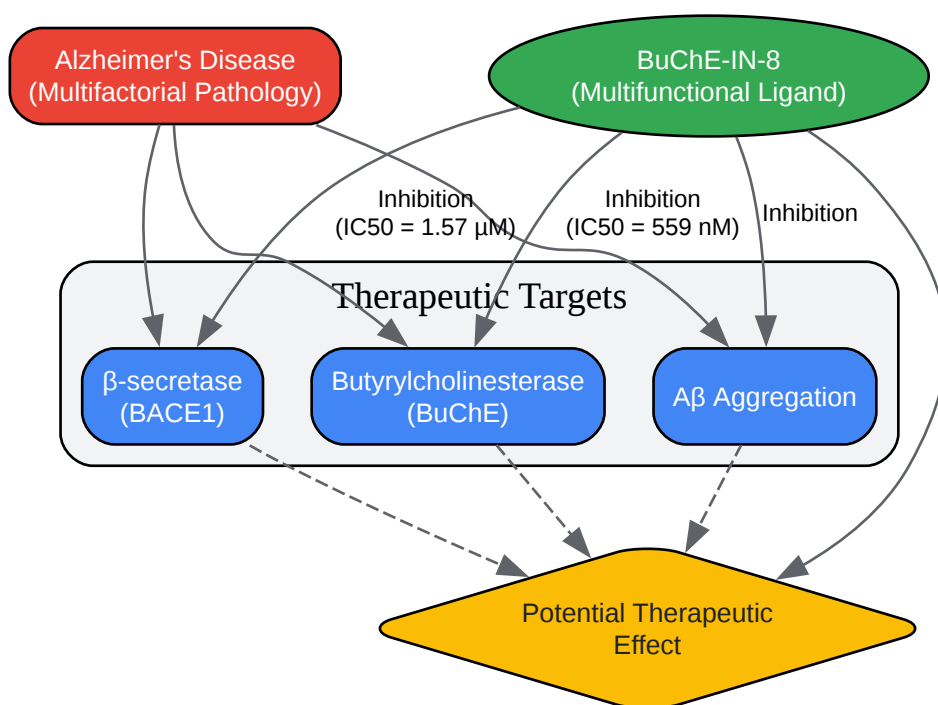 Alzheimer's Disease
(Multifactorial Pathology)
BuChE-IN-8
(Multifunctional Ligand)
Inhibition
(IC50 = 1.57 µM)
Inhibition
(IC50 = 559 nM)
Inhibition
Therapeutic Targets
β-secretase
(BACE1)
Butyrylcholinesterase
(BuChE)
Aβ Aggregation
Potential Therapeutic
Effect